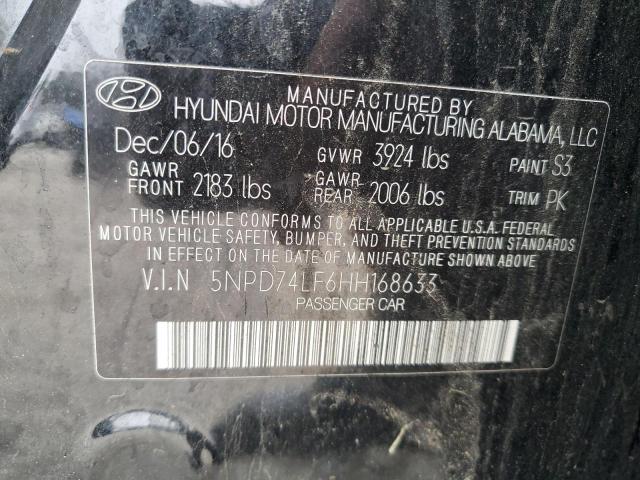 MANUFACTURED BY
HYUNDAI MOTOR MANUFACTURING ALABAMA, LLC
Dec/06/16 GVWR 3924 lbs PAINT S3
GAWR FRONT 2183 lbs GAWR REAR 2006 lbs TRIM PK
THIS VEHICLE CONFORMS TO ALL APPLICABLE U.S.A. FEDERAL
MOTOR VEHICLE SAFETY, BUMPER, AND THEFT PREVENTION STANDARDS
IN EFFECT ON THE DATE OF MANUFACTURE SHOWN ABOVE.
V.I.N 5NPD74LF6HH168633
PASSENGER CAR